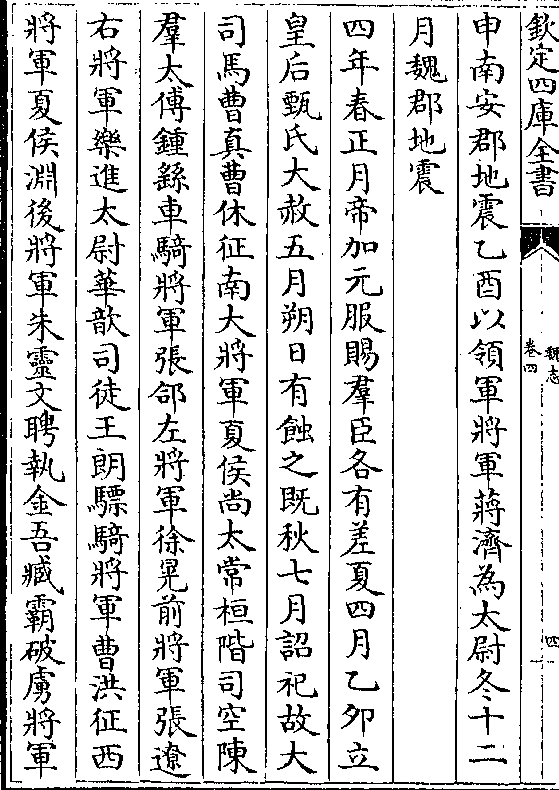 欽定四庫全書
魏志
卷四
四
申南安郡地震乙酉以領軍將軍蔣濟為太尉冬十二
月魏郡地震
四年春正月帝加元服賜羣臣各有差夏四月乙夘立
皇后甄氏大赦五月朔日有蝕之既秋七月詔祀故大
司馬曹真曹休征南大將軍夏侯尚太常桓階司空陳
羣太傅鍾繇車騎將軍張郃左將軍徐晃前將軍張遼
右將軍樂進太尉華歆司徒王朗驃騎將軍曹洪征西
將軍夏侯淵後將軍朱靈文聘執金吾臧霸破虜將軍